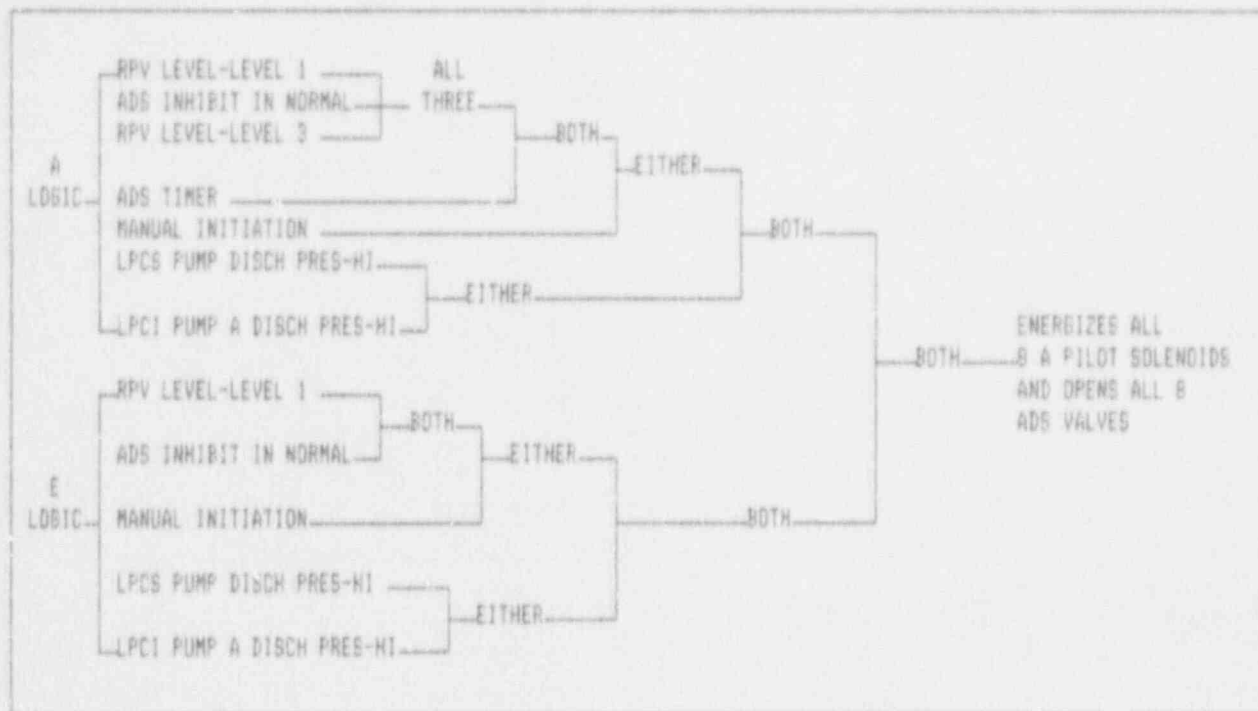 RPV LEVEL-LEVEL 1
ALL
ADS INHIBIT IN NORMAL
THREE
RPV LEVEL-LEVEL 3
BOTH
A
EITHER
LOGIC
ADS TIMER
MANUAL INITIATION
BOTH
LPCS PUMP DISCH PRES-HI
EITHER
LPCI PUMP A DISCH PRES-HI
ENERGIZES ALL
8 A PILOT SOLENOIDS
AND OPENS ALL 8
ADS VALVES
BOTH
RPV LEVEL-LEVEL 1
BOTH
ADS INHIBIT IN NORMAL
EITHER
E
LOGIC
MANUAL INITIATION
BOTH
LPCS PUMP DISCH PRES-HI
EITHER
LPCI PUMP A DISCH PRES-HI